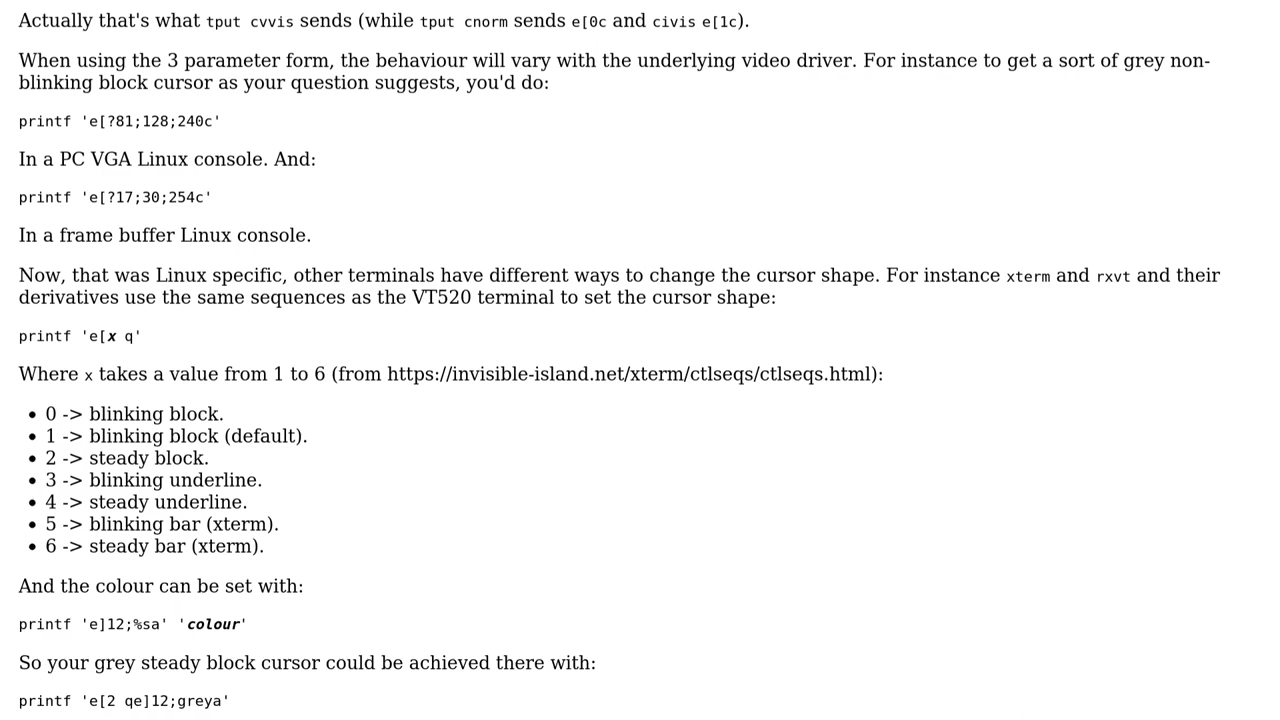 Actually that's what tput cvvis sends (while tput cnorm sends e[0c and civis e[1c).
When using the 3 parameter form, the behaviour will vary with the underlying video driver. For instance to get a sort of grey non-
blinking block cursor as your question suggests, you'd do:
printf 'e[?81;128;240c'
In a PC VGA Linux console. And:
printf 'e[?17;30;254c'
In a frame buffer Linux console.
Now, that was Linux specific, other terminals have different ways to change the cursor shape. For instance xterm and rxvt and their
derivatives use the same sequences as the VT520 terminal to set the cursor shape:
printf 'e[x q'
Where x takes a value from 1 to 6 (from https://invisible-island.net/xterm/ctlseqs/ctlseqs.html):
• 0 -> blinking block.
• 1 -> blinking block (default).
• 2 -> steady block.
• 3 -> blinking underline.
• 4 -> steady underline.
• 5 -> blinking bar (xterm).
• 6 -> steady bar (xterm).
And the colour can be set with:
printf 'e]12;%sa' 'colour'
So your grey steady block cursor could be achieved there with:
printf 'e[2 qe]12;greya'